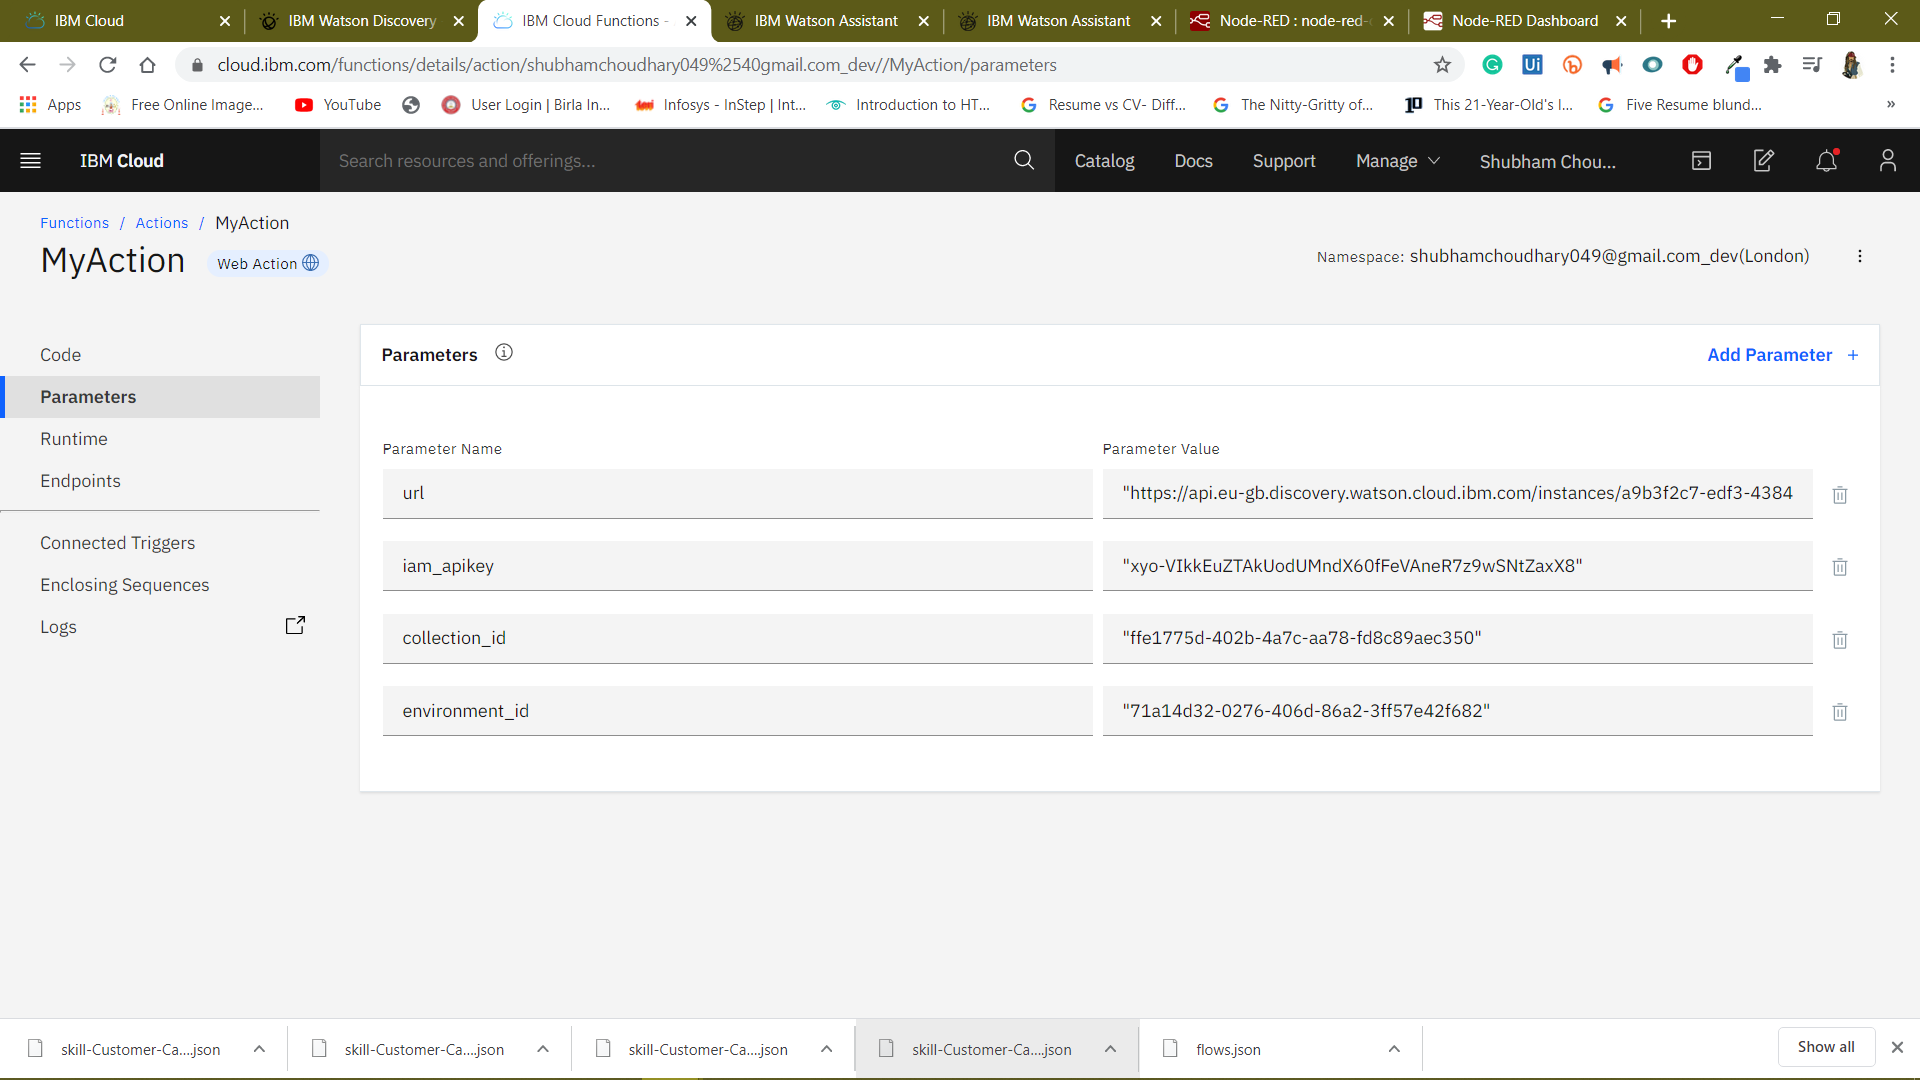 IBM Cloud
IBM Watson Discovery
IBM Cloud Functions -
IBM Watson Assistant
IBM Watson Assistant
Node-RED : node-red-
Node-RED Dashboard
cloud.ibm.com/functions/details/action/shubhamchoudhary049%2540gmail.com_dev//MyAction/parameters
Apps
Free Online Image...
YouTube
User Login | Birla In...
Infosys - InStep | Int...
Introduction to HT...
Resume vs CV- Diff...
The Nitty-Gritty of...
This 21-Year-Old's I...
Five Resume blund...
»
IBM Cloud
Search resources and offerings...
Catalog
Docs
Support
Manage
Shubham Chou...
Functions / Actions / MyAction
MyAction
Web Action
Namespace: shubhamchoudhary049@gmail.com_dev(London)
Code
Parameters
Runtime
Endpoints
Connected Triggers
Enclosing Sequences
Logs
Parameters
Add Parameter +
Parameter Name
Parameter Value
url
"https://api.eu-gb.discovery.watson.cloud.ibm.com/instances/a9b3f2c7-edf3-4384
iam_apikey
"xyo-VIkkEuZTAkUodUMndX60fFeVAneR7z9wSNtZaxX8"
collection_id
"ffe1775d-402b-4a7c-aa78-fd8c89aec350"
environment_id
"71a14d32-0276-406d-86a2-3ff57e42f682"
skill-Customer-Ca....json
skill-Customer-Ca....json
skill-Customer-Ca....json
skill-Customer-Ca....json
flows.json
Show all